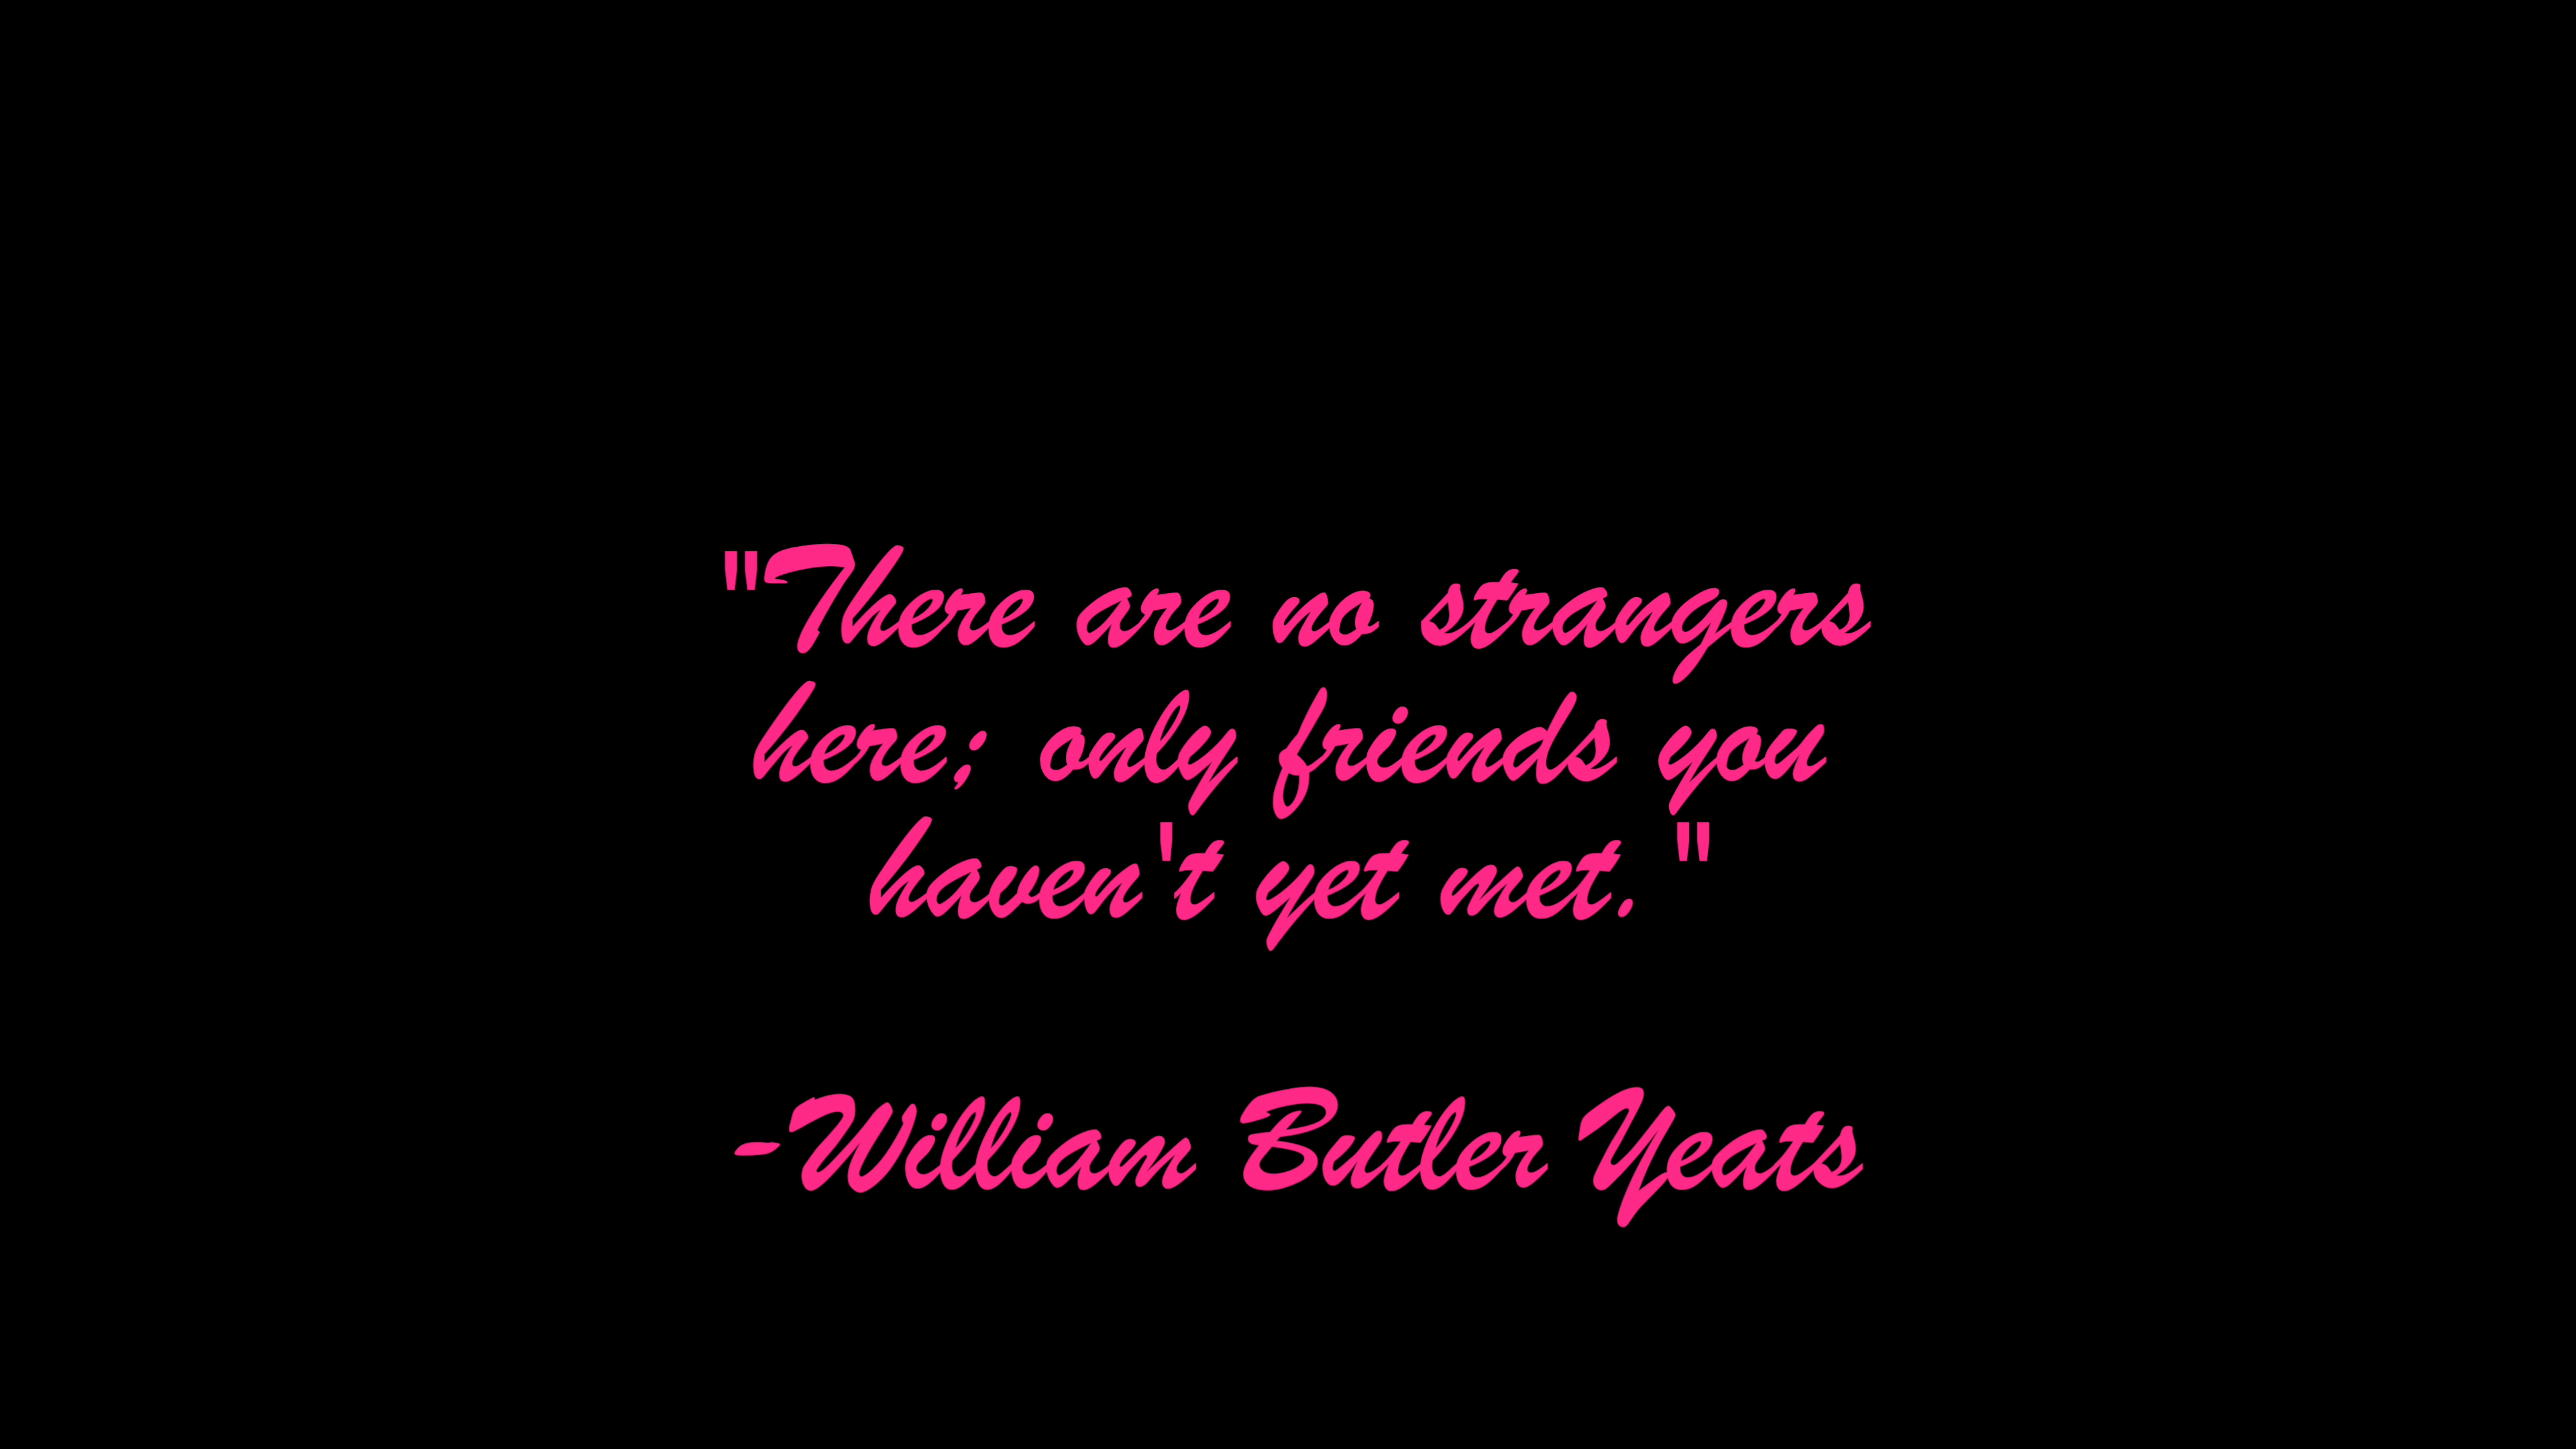 "There are no strangers
here; only friends you
haven't yet met."
-William Butler Yeats